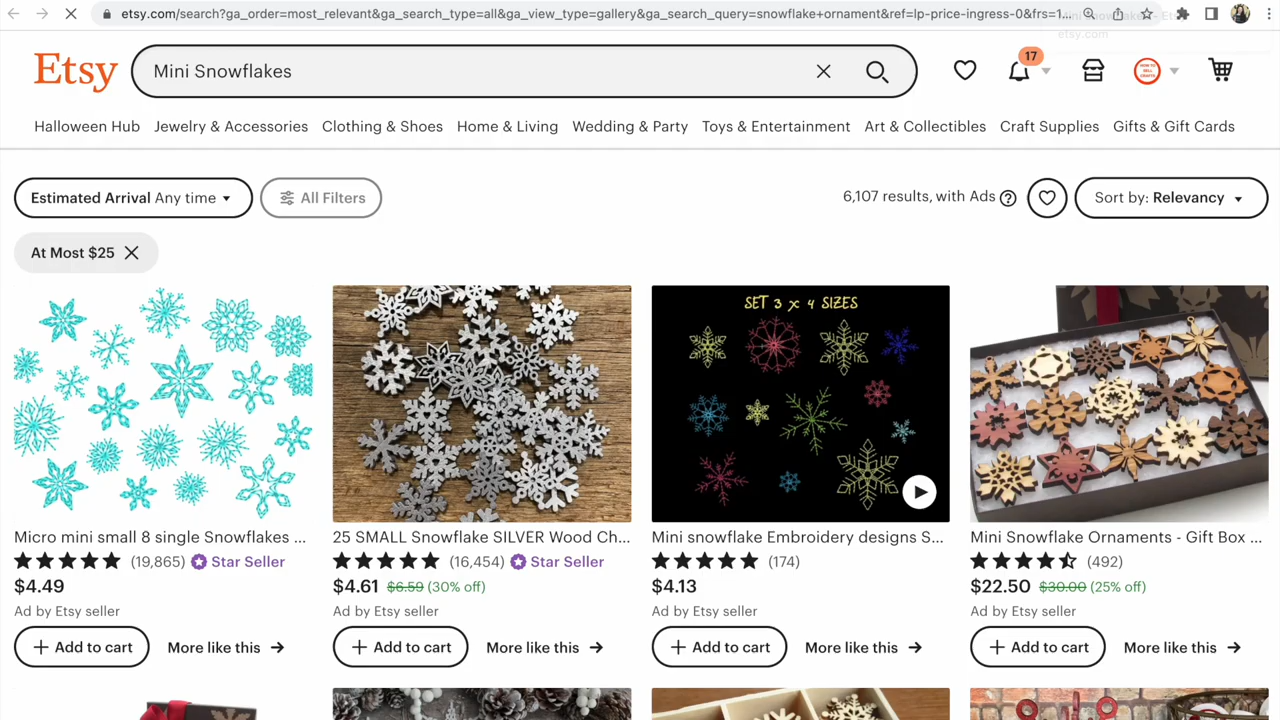 etsy.com/search?ga_order=most_relevant&ga_search_type=all&ga_view_type=gallery&ga_search_query=snowflake+ornament&ref=lp-price-ingress-0&frs=1...
etsy.com
Etsy
Mini Snowflakes
17
HOW TO
SELL
CRAFTS
Halloween Hub
Jewelry & Accessories
Clothing & Shoes
Home & Living
Wedding & Party
Toys & Entertainment
Art & Collectibles
Craft Supplies
Gifts & Gift Cards
Estimated Arrival Any time
All Filters
6,107 results, with Ads ?
Sort by: Relevancy
At Most $25
SET 3 x 4 SIZES
Micro mini small 8 single Snowflakes ...
(19,865) Star Seller
$4.49
Ad by Etsy seller
+ Add to cart
More like this →
25 SMALL Snowflake SILVER Wood Ch...
(16,454) Star Seller
$4.61 $6.59 (30% off)
Ad by Etsy seller
+ Add to cart
More like this →
Mini snowflake Embroidery designs S...
(174)
$4.13
Ad by Etsy seller
+ Add to cart
More like this →
Mini Snowflake Ornaments - Gift Box ...
(492)
$22.50 $30.00 (25% off)
Ad by Etsy seller
+ Add to cart
More like this →